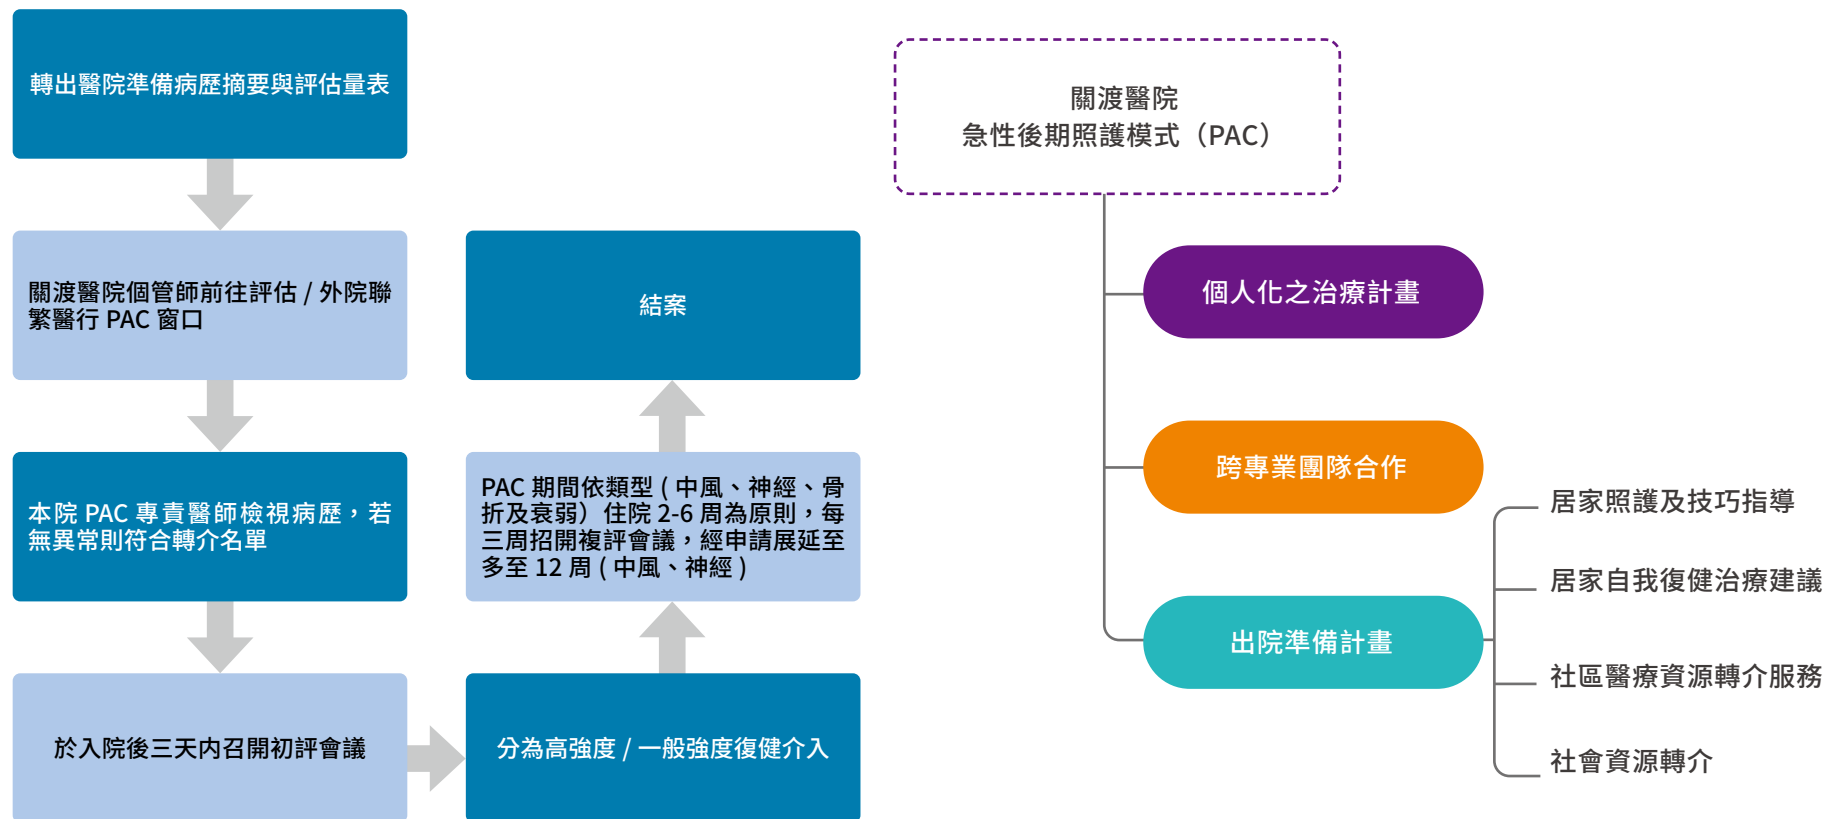 轉出醫院準備病歷摘要與評估量表
關渡醫院個管師前往評估 / 外院聯
繫醫行 PAC 窗口
本院 PAC 專責醫師檢視病歷，若
無異常則符合轉介名單
於入院後三天內召開初評會議
分為高強度 / 一般強度復健介入
PAC 期間依類型 ( 中風、神經、骨
折及衰弱）住院 2-6 周為原則，每
三周招開複評會議，經申請展延至
多至 12 周 ( 中風、神經 )
結案
關渡醫院
急性後期照護模式（PAC）
個人化之治療計畫
跨專業團隊合作
出院準備計畫
居家照護及技巧指導
居家自我復健治療建議
社區醫療資源轉介服務
社會資源轉介